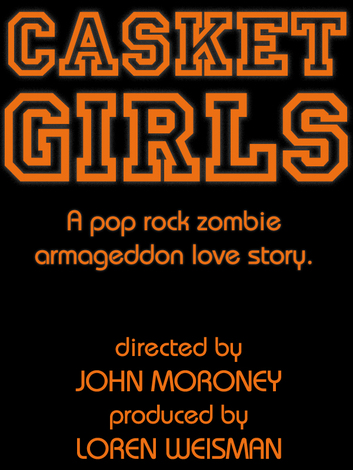 CASKET
GIRLS
A pop rock zombie
armageddon love story.
directed by
JOHN MORONEY
produced by
LOREN WEISMAN